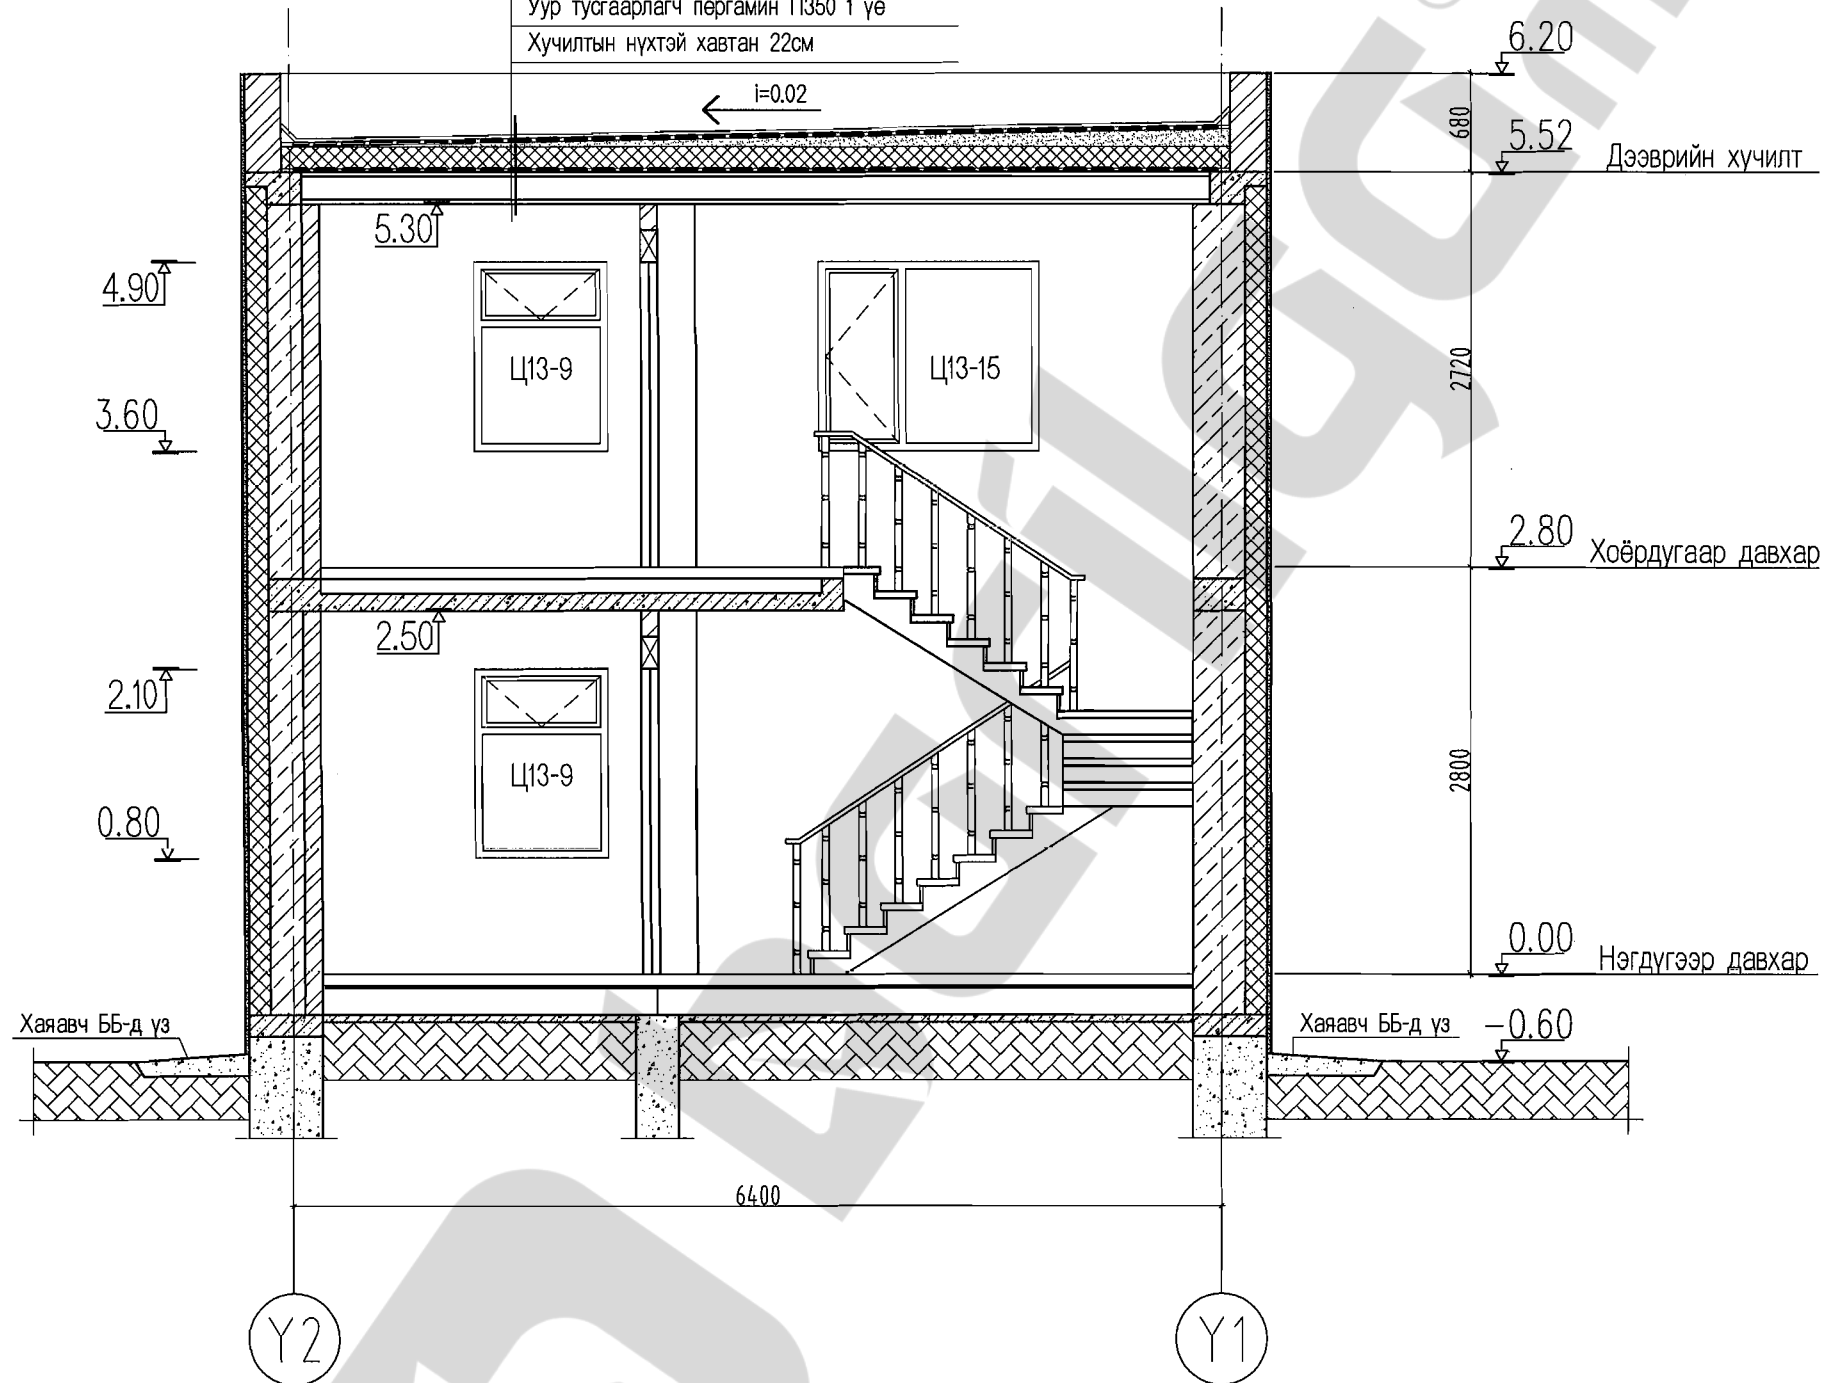 Уур тусгаарлагч пергамин П350 1 үе
Хучилтын нүхтэй хавтан 22см
6.20
i=0.02
680
5.52
Дээврийн хучилт
5.30
4.90
Ц13-9
Ц13-15
2720
3.60
2.80
Хоёрдугаар давхар
2.50
2.10
Ц13-9
2800
0.80
0.00
Нэгдүгээр давхар
Хаяавч ББ-д үз
Хаяавч ББ-д үз
-0.60
6400
Y2
Y1